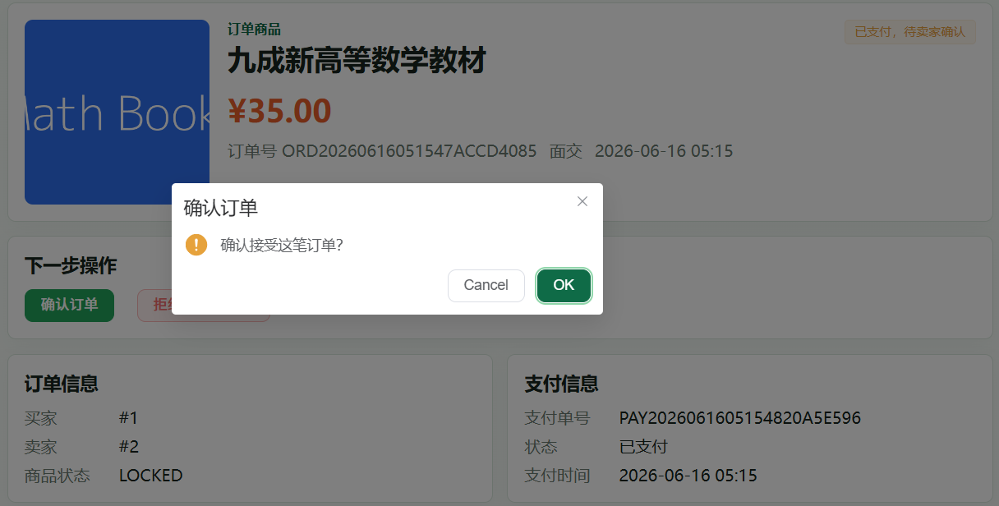 订单商品
已支付，待卖家确认
九成新高等数学教材
Math Book
¥35.00
订单号 ORD20260616051547ACCD4085 面交 2026-06-16 05:15
确认订单
确认接受这笔订单?
Cancel
OK
下一步操作
确认订单
拒
订单信息
买家 #1
卖家 #2
商品状态 LOCKED
支付信息
支付单号 PAY2026061605154820A5E596
状态 已支付
支付时间 2026-06-16 05:15